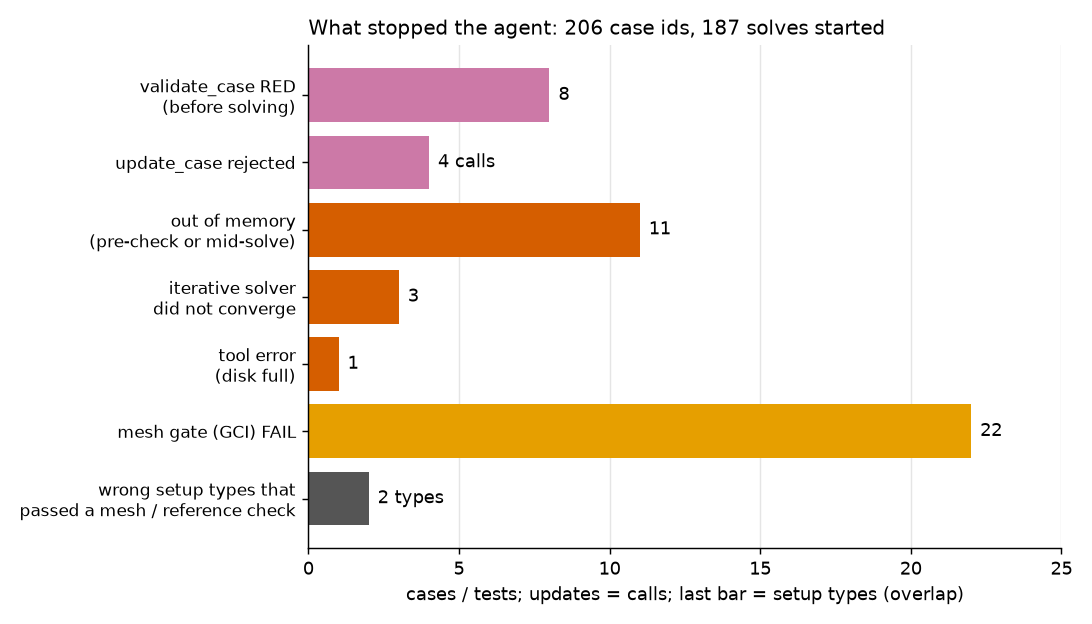 What stopped the agent: 206 case ids, 187 solves started
validate_case RED
(before solving)
8
update_case rejected
4 calls
out of memory
(pre-check or mid-solve)
11
iterative solver
did not converge
3
tool error
(disk full)
1
mesh gate (GCI) FAIL
22
wrong setup types that
passed a mesh / reference check
2 types
0 5 10 15 20 25
cases / tests; updates = calls; last bar = setup types (overlap)